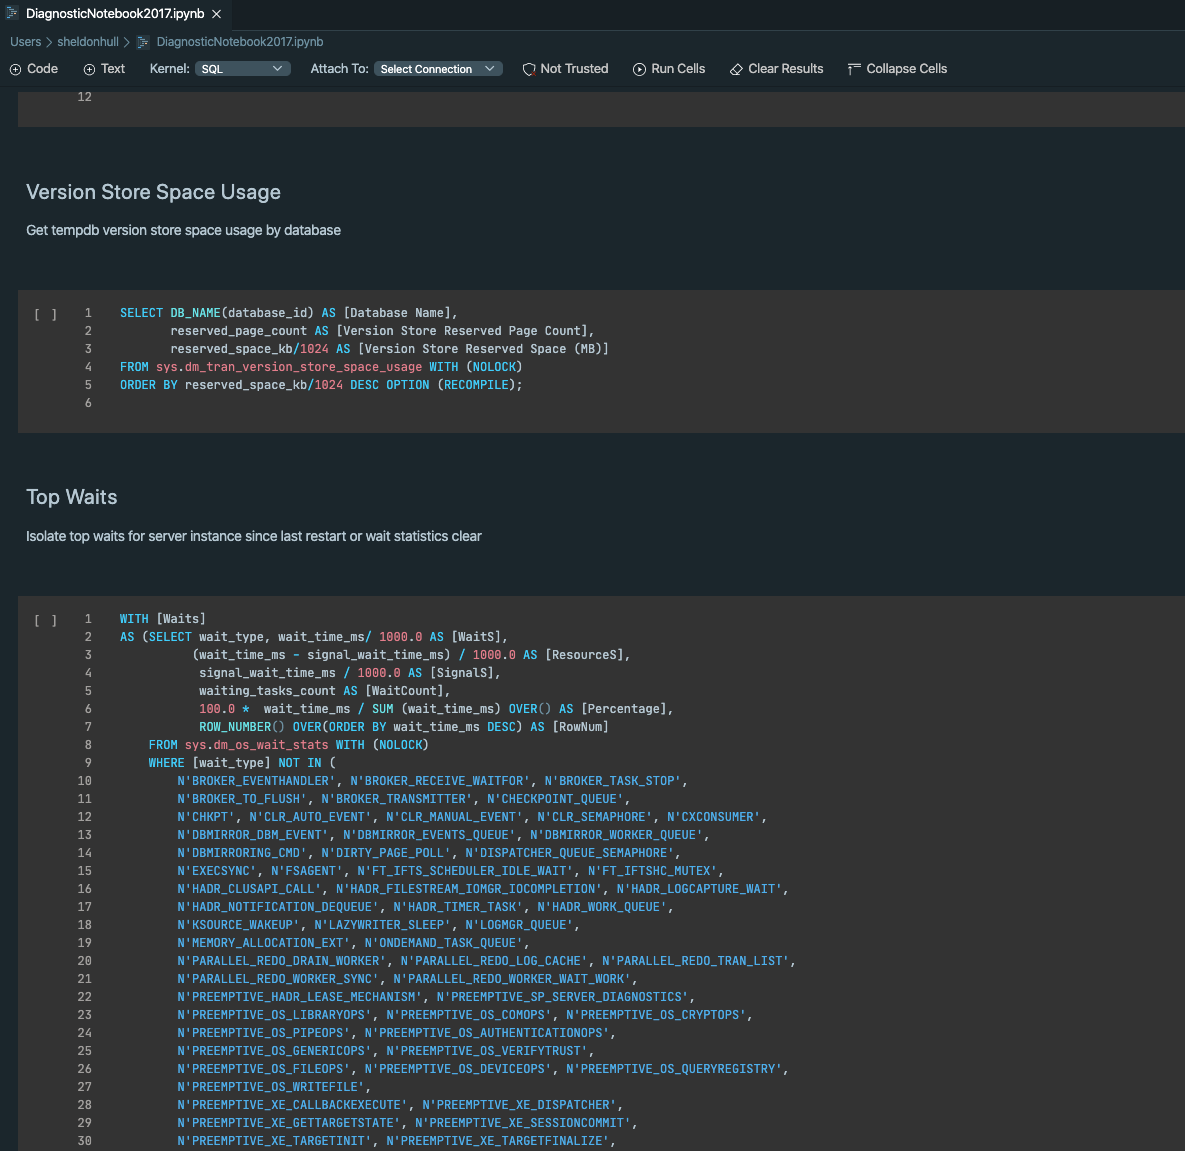 DiagnosticNotebook2017.ipynb
Users > sheldonhull > DiagnosticNotebook2017.ipynb
Code Text Kernel: SQL Attach To: Select Connection Not Trusted Run Cells Clear Results Collapse Cells
12
Version Store Space Usage
Get tempdb version store space usage by database
[ ] 1 SELECT DB_NAME(database_id) AS [Database Name],
2 reserved_page_count AS [Version Store Reserved Page Count],
3 reserved_space_kb/1024 AS [Version Store Reserved Space (MB)]
4 FROM sys.dm_tran_version_store_space_usage WITH (NOLOCK)
5 ORDER BY reserved_space_kb/1024 DESC OPTION (RECOMPILE);
6
Top Waits
Isolate top waits for server instance since last restart or wait statistics clear
[ ] 1 WITH [Waits]
2 AS (SELECT wait_type, wait_time_ms/ 1000.0 AS [WaitS],
3 (wait_time_ms - signal_wait_time_ms) / 1000.0 AS [ResourceS],
4 signal_wait_time_ms / 1000.0 AS [SignalS],
5 waiting_tasks_count AS [WaitCount],
6 100.0 * wait_time_ms / SUM (wait_time_ms) OVER() AS [Percentage],
7 ROW_NUMBER() OVER(ORDER BY wait_time_ms DESC) AS [RowNum]
8 FROM sys.dm_os_wait_stats WITH (NOLOCK)
9 WHERE [wait_type] NOT IN (
10 N'BROKER_EVENTHANDLER', N'BROKER_RECEIVE_WAITFOR', N'BROKER_TASK_STOP',
11 N'BROKER_TO_FLUSH', N'BROKER_TRANSMITTER', N'CHECKPOINT_QUEUE',
12 N'CHKPT', N'CLR_AUTO_EVENT', N'CLR_MANUAL_EVENT', N'CLR_SEMAPHORE', N'CXCONSUMER',
13 N'DBMIRROR_DBM_EVENT', N'DBMIRROR_EVENTS_QUEUE', N'DBMIRROR_WORKER_QUEUE',
14 N'DBMIRRORING_CMD', N'DIRTY_PAGE_POLL', N'DISPATCHER_QUEUE_SEMAPHORE',
15 N'EXECSYNC', N'FSAGENT', N'FT_IFTS_SCHEDULER_IDLE_WAIT', N'FT_IFTSHC_MUTEX',
16 N'HADR_CLUSAPI_CALL', N'HADR_FILESTREAM_IOMGR_IOCOMPLETION', N'HADR_LOGCAPTURE_WAIT',
17 N'HADR_NOTIFICATION_DEQUEUE', N'HADR_TIMER_TASK', N'HADR_WORK_QUEUE',
18 N'KSOURCE_WAKEUP', N'LAZYWRITER_SLEEP', N'LOGMGR_QUEUE',
19 N'MEMORY_ALLOCATION_EXT', N'ONDEMAND_TASK_QUEUE',
20 N'PARALLEL_REDO_DRAIN_WORKER', N'PARALLEL_REDO_LOG_CACHE', N'PARALLEL_REDO_TRAN_LIST',
21 N'PARALLEL_REDO_WORKER_SYNC', N'PARALLEL_REDO_WORKER_WAIT_WORK',
22 N'PREEMPTIVE_HADR_LEASE_MECHANISM', N'PREEMPTIVE_SP_SERVER_DIAGNOSTICS',
23 N'PREEMPTIVE_OS_LIBRARYOPS', N'PREEMPTIVE_OS_COMOPS', N'PREEMPTIVE_OS_CRYPTOPS',
24 N'PREEMPTIVE_OS_PIPEOPS', N'PREEMPTIVE_OS_AUTHENTICATIONOPS',
25 N'PREEMPTIVE_OS_GENERICOPS', N'PREEMPTIVE_OS_VERIFYTRUST',
26 N'PREEMPTIVE_OS_FILEOPS', N'PREEMPTIVE_OS_DEVICEOPS', N'PREEMPTIVE_OS_QUERYREGISTRY',
27 N'PREEMPTIVE_OS_WRITEFILE',
28 N'PREEMPTIVE_XE_CALLBACKEXECUTE', N'PREEMPTIVE_XE_DISPATCHER',
29 N'PREEMPTIVE_XE_GETTARGETSTATE', N'PREEMPTIVE_XE_SESSIONCOMMIT',
30 N'PREEMPTIVE_XE_TARGETINIT', N'PREEMPTIVE_XE_TARGETFINALIZE',